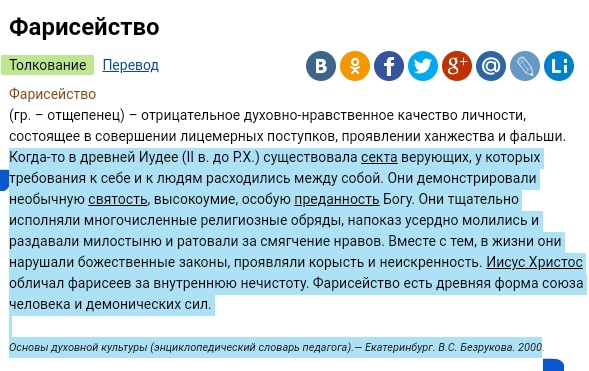 Фарисейство
Толкование Перевод
Фарисейство
(гр. – отщепенец) – отрицательное духовно-нравственное качество личности,
состоящее в совершении лицемерных поступков, проявлении ханжества и фальши.
Когда-то в древней Иудее (II в. до Р.Х.) существовала секта верующих, у которых
требования к себе и к людям расходились между собой. Они демонстрировали
необычную святость, высокоумие, особую преданность Богу. Они тщательно
исполняли многочисленные религиозные обряды, напоказ усердно молились и
раздавали милостыню и ратовали за смягчение нравов. Вместе с тем, в жизни они
нарушали божественные законы, проявляли корысть и неискренность. Иисус Христос
обличал фарисеев за внутреннюю нечистоту. Фарисейство есть древняя форма союза
человека и демонических сил.
Основы духовной культуры (энциклопедический словарь педагога).— Екатеринбург. В.С. Безрукова. 2000.